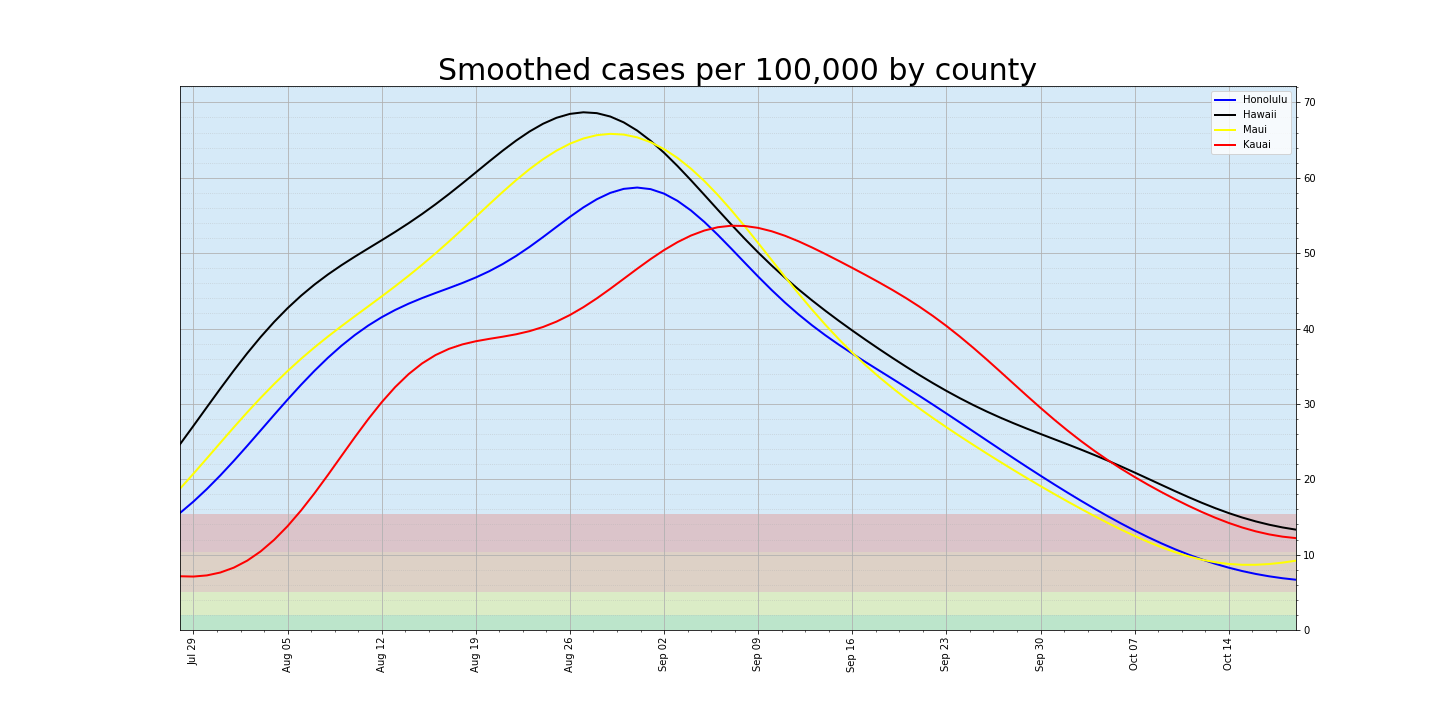 Smoothed cases per 100,000 by county
Honolulu
Hawaii
Maui
Kauai
70
60
50
40
30
20
10
0
Jul 29
Aug 05
Aug 12
Aug 19
Aug 26
Sep 02
Sep 09
Sep 16
Sep 23
Sep 30
Oct 07
Oct 14